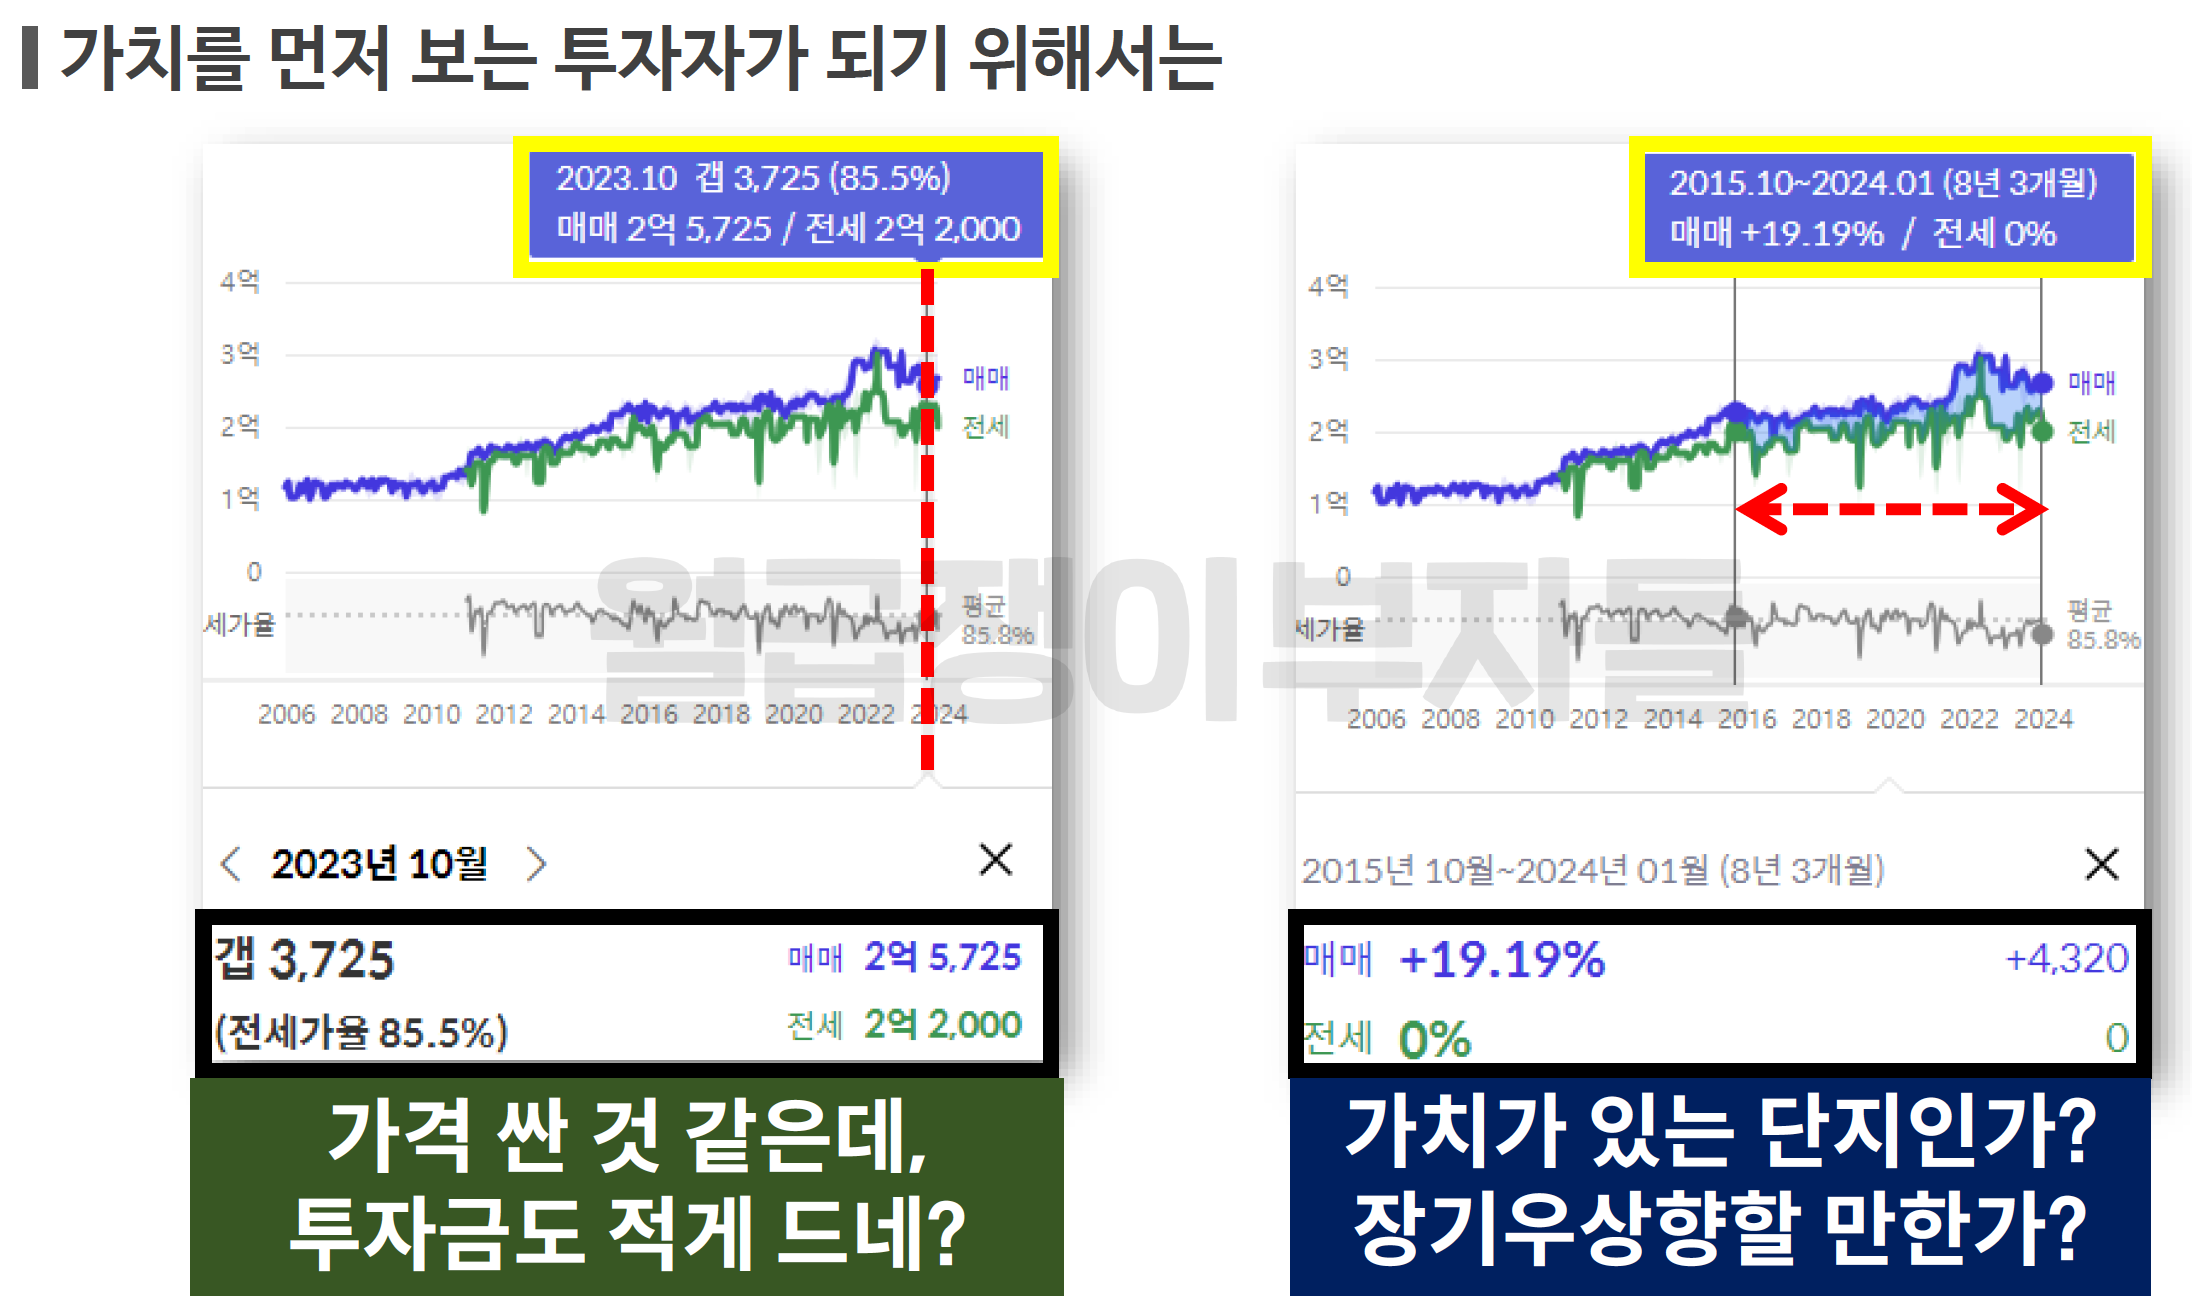 가치를 먼저 보는 투자자가 되기 위해서는
2023.10 갭 3,725 (85.5%)
매매 2억 5,725 / 전세 2억 2,000
4억
3억
2억
1억
0
매매
전세
세가율
평균
85.8%
2006 2008 2010 2012 2014 2016 2018 2020 2022 2024
2023년 10월
갭 3,725
(전세가율 85.5%)
매매 2억 5,725
전세 2억 2,000
가격 싼 것 같은데,
투자금도 적게 드네?
2015.10~2024.01 (8년 3개월)
매매 +19.19% / 전세 0%
4억
3억
2억
1억
0
매매
전세
세가율
평균
85.8%
2006 2008 2010 2012 2014 2016 2018 2020 2022 2024
2015년 10월~2024년 01월 (8년 3개월)
매매 +19.19% +4,320
전세 0% 0
가치가 있는 단지인가?
장기우상향할 만한가?
월급쟁이부자들